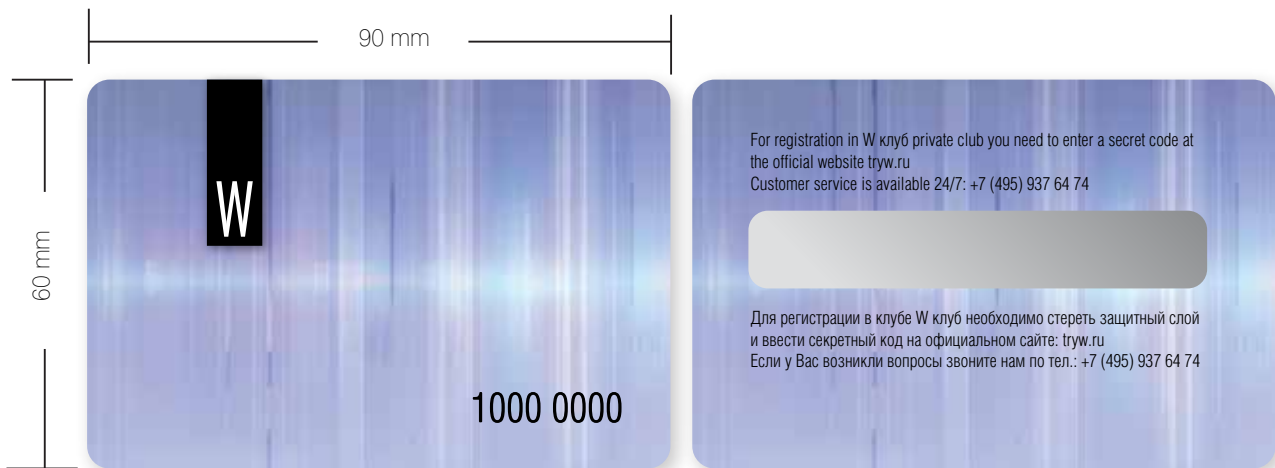 90 mm
60 mm
W
1000 0000
For registration in W клуб private club you need to enter a secret code at
the official website tryw.ru
Customer service is available 24/7: +7 (495) 937 64 74
Для регистрации в клубе W клуб необходимо стереть защитный слой
и ввести секретный код на официальном сайте: tryw.ru
Если у Вас возникли вопросы звоните нам по тел.: +7 (495) 937 64 74